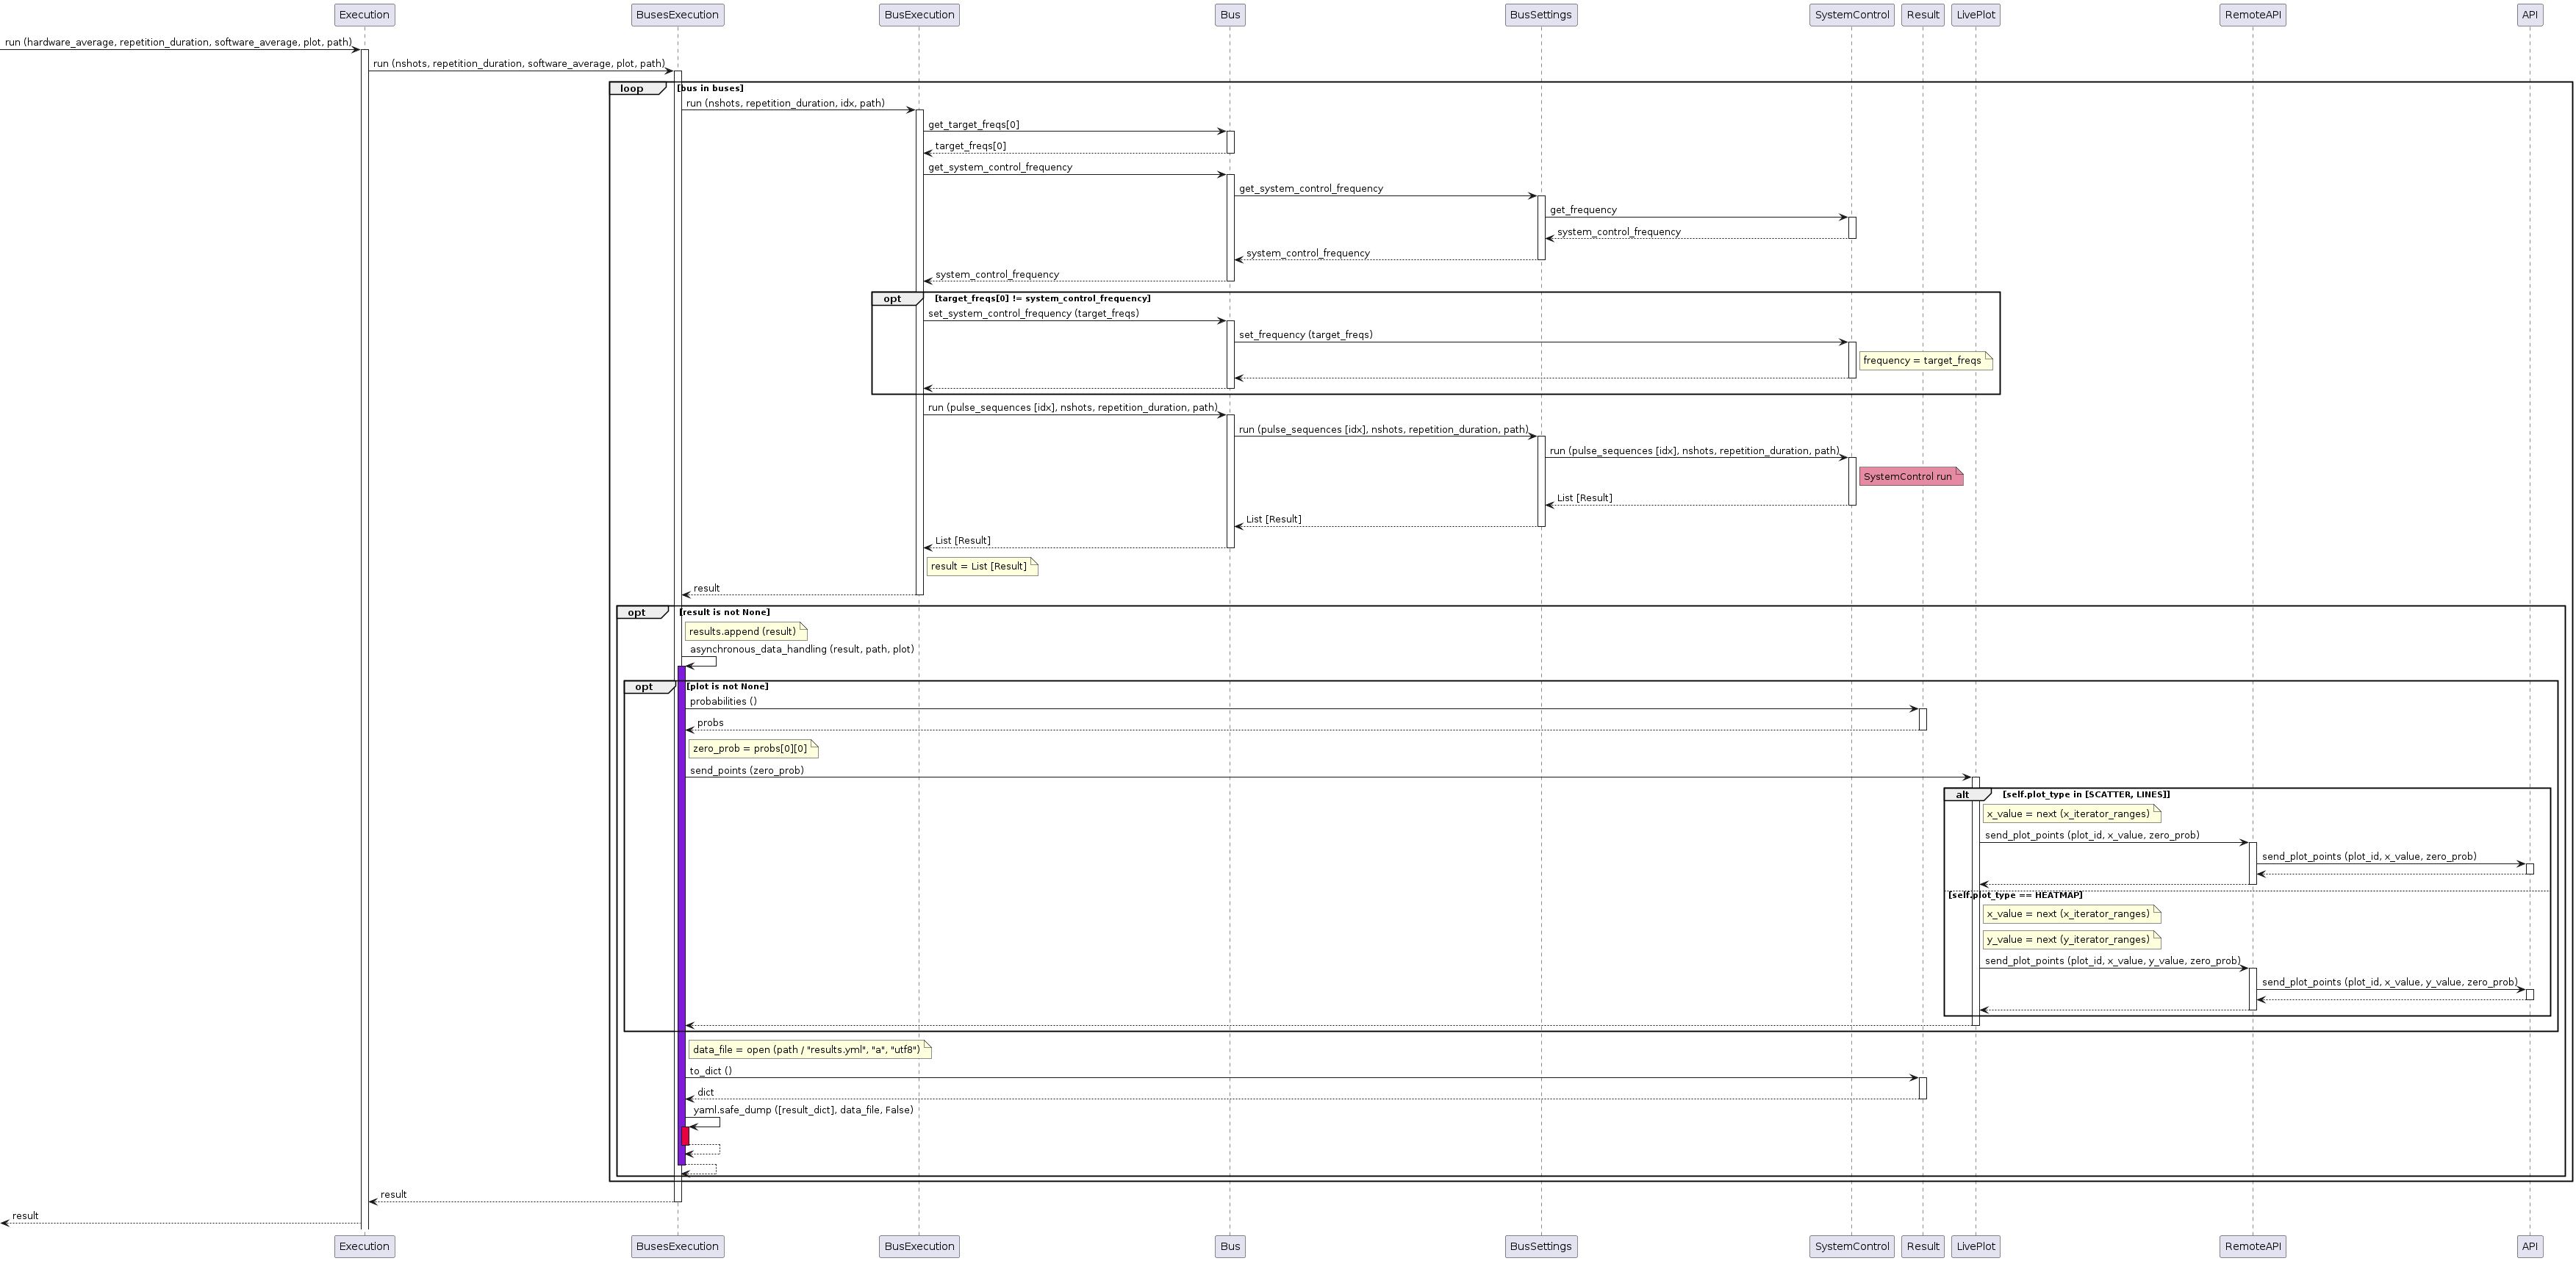 Execution
BusesExecution
BusExecution
Bus
BusSettings
SystemControl
Result
LivePlot
RemoteAPI
API
run (hardware_average, repetition_duration, software_average, plot, path)
run (nshots, repetition_duration, software_average, plot, path)
loop [bus in buses]
run (nshots, repetition_duration, idx, path)
get_target_freqs[0]
target_freqs[0]
get_system_control_frequency
get_system_control_frequency
get_frequency
system_control_frequency
system_control_frequency
system_control_frequency
opt [target_freqs[0] != system_control_frequency]
set_system_control_frequency (target_freqs)
set_frequency (target_freqs)
frequency = target_freqs
run (pulse_sequences [idx], nshots, repetition_duration, path)
run (pulse_sequences [idx], nshots, repetition_duration, path)
run (pulse_sequences [idx], nshots, repetition_duration, path)
SystemControl run
List [Result]
List [Result]
List [Result]
result = List [Result]
result
opt [result is not None]
results.append (result)
asynchronous_data_handling (result, path, plot)
opt [plot is not None]
probabilities ()
probs
zero_prob = probs[0][0]
send_points (zero_prob)
alt [self.plot_type in [SCATTER, LINES]]
x_value = next (x_iterator_ranges)
send_plot_points (plot_id, x_value, zero_prob)
send_plot_points (plot_id, x_value, zero_prob)
[self.plot_type == HEATMAP]
x_value = next (x_iterator_ranges)
y_value = next (y_iterator_ranges)
send_plot_points (plot_id, x_value, y_value, zero_prob)
send_plot_points (plot_id, x_value, y_value, zero_prob)
data_file = open (path / "results.yml", "a", "utf8")
to_dict ()
dict
yaml.safe_dump ([result_dict], data_file, False)
result
result
Execution
BusesExecution
BusExecution
Bus
BusSettings
SystemControl
Result
LivePlot
RemoteAPI
API